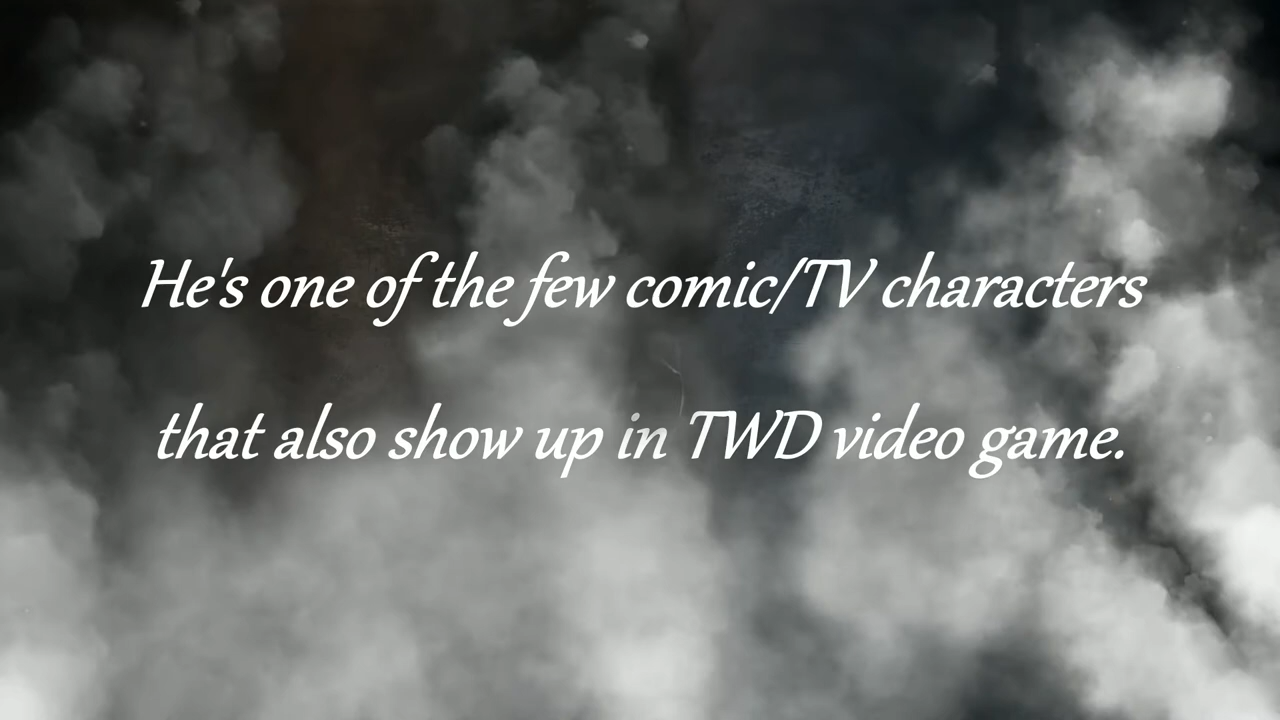 He's one of the few comic/TV characters
that also show up in TWD video game.